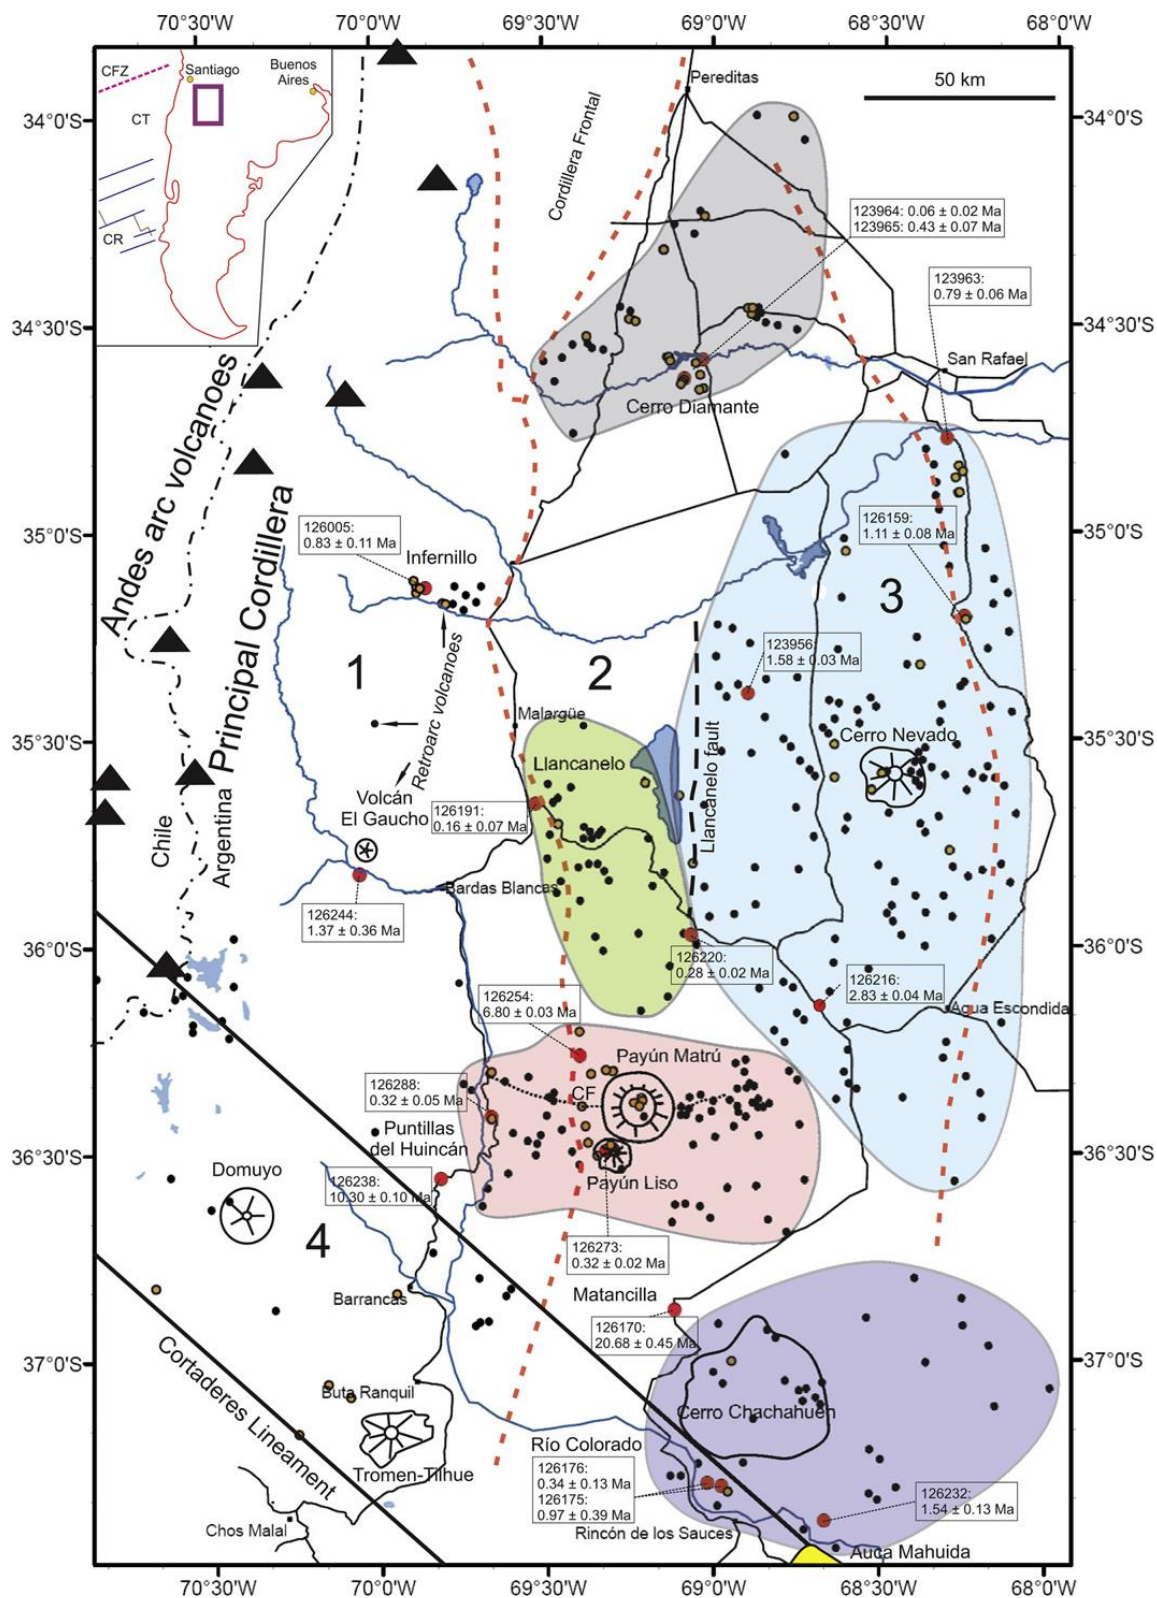 70°30'W 70°0'W 69°30'W 69°0'W 68°30'W 68°0'W
CFZ
Santiago
Buenos
Aires
CT
CR
Pereditas
50 km
34°0'S
34°0'S
Cordillera Frontal
123964: 0.06 ± 0.02 Ma
123965: 0.43 ± 0.07 Ma
123963:
0.79 ± 0.06 Ma
34°30'S
34°30'S
San Rafael
Cerro Diamante
Andes arc volcanoes
Principal Cordillera
35°0'S
35°0'S
126005:
0.83 ± 0.11 Ma
Infernillo
126159:
1.11 ± 0.08 Ma
3
123956:
1.58 ± 0.03 Ma
1
2
Retroarc volcanoes
Malargüe
35°30'S
35°30'S
Cerro Nevado
Llancanelo
Llancanelo fault
Volcán
El Gaucho
126191:
0.16 ± 0.07 Ma
Chile
Argentina
Bardas Blancas
126244:
1.37 ± 0.36 Ma
36°0'S
36°0'S
126220:
0.28 ± 0.02 Ma
126216:
2.83 ± 0.04 Ma
Agua Escondida
126254:
6.80 ± 0.03 Ma
Payún Matrú
CF
126288:
0.32 ± 0.05 Ma
Puntillas
del Huincán
36°30'S
36°30'S
Domuyo
126238:
10.30 ± 0.10 Ma
Payún Liso
4
126273:
0.32 ± 0.02 Ma
Matancilla
Barrancas
126170:
20.68 ± 0.45 Ma
37°0'S
37°0'S
Cortaderes Lineament
Buta Ranquil
Cerro Chachahuen
Tromen-Tilhue
Río Colorado
126176:
0.34 ± 0.13 Ma
126175:
0.97 ± 0.39 Ma
126232:
1.54 ± 0.13 Ma
Chos Malal
Rincón de los Sauces
Auca Mahuida
70°30'W 70°0'W 69°30'W 69°0'W 68°30'W 68°0'W